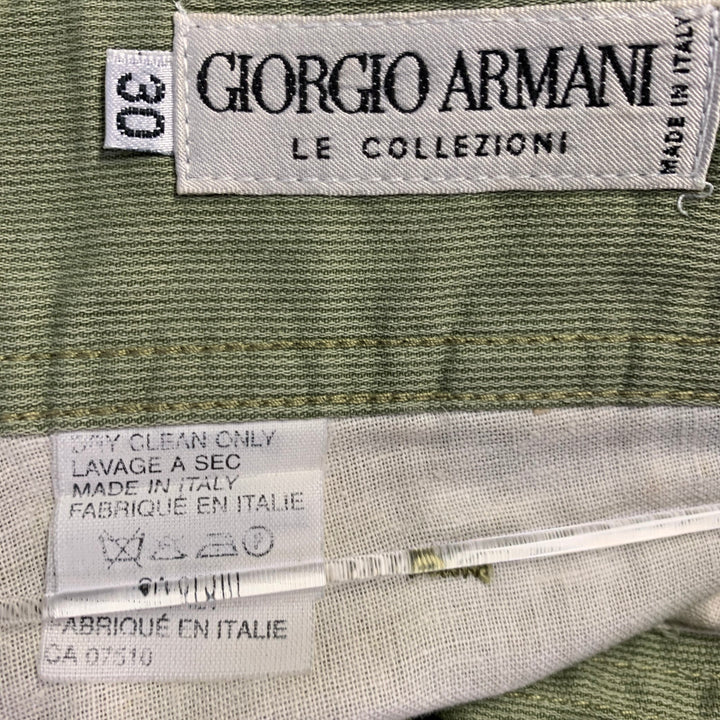 30
GIORGIO ARMANI
LE COLLEZIONI
MADE IN ITALY
DRY CLEAN ONLY
LAVAGE A SEC
MADE IN ITALY
FABRIQUÉ EN ITALIE
P
FABRIQUÉ EN ITALIE
CA 07510